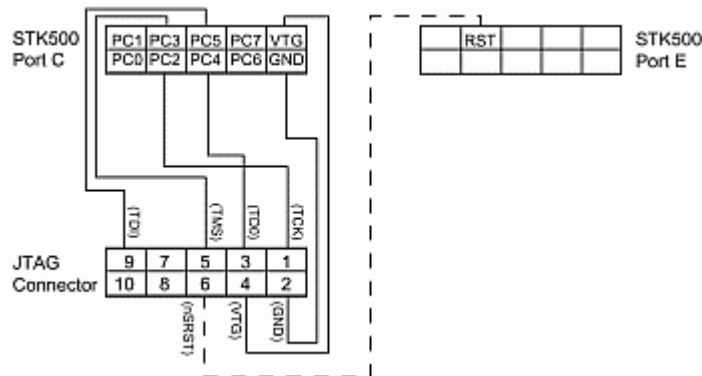 STK500
Port C
PC1 PC3 PC5 PC7 VTG
PC0 PC2 PC4 PC6 GND
RST
STK500
Port E
(TDI)
(TMS)
(TD0)
(TCK)
JTAG
Connector
9 7 5 3 1
10 8 6 4 2
(nSRST)
(VTG)
(GND)